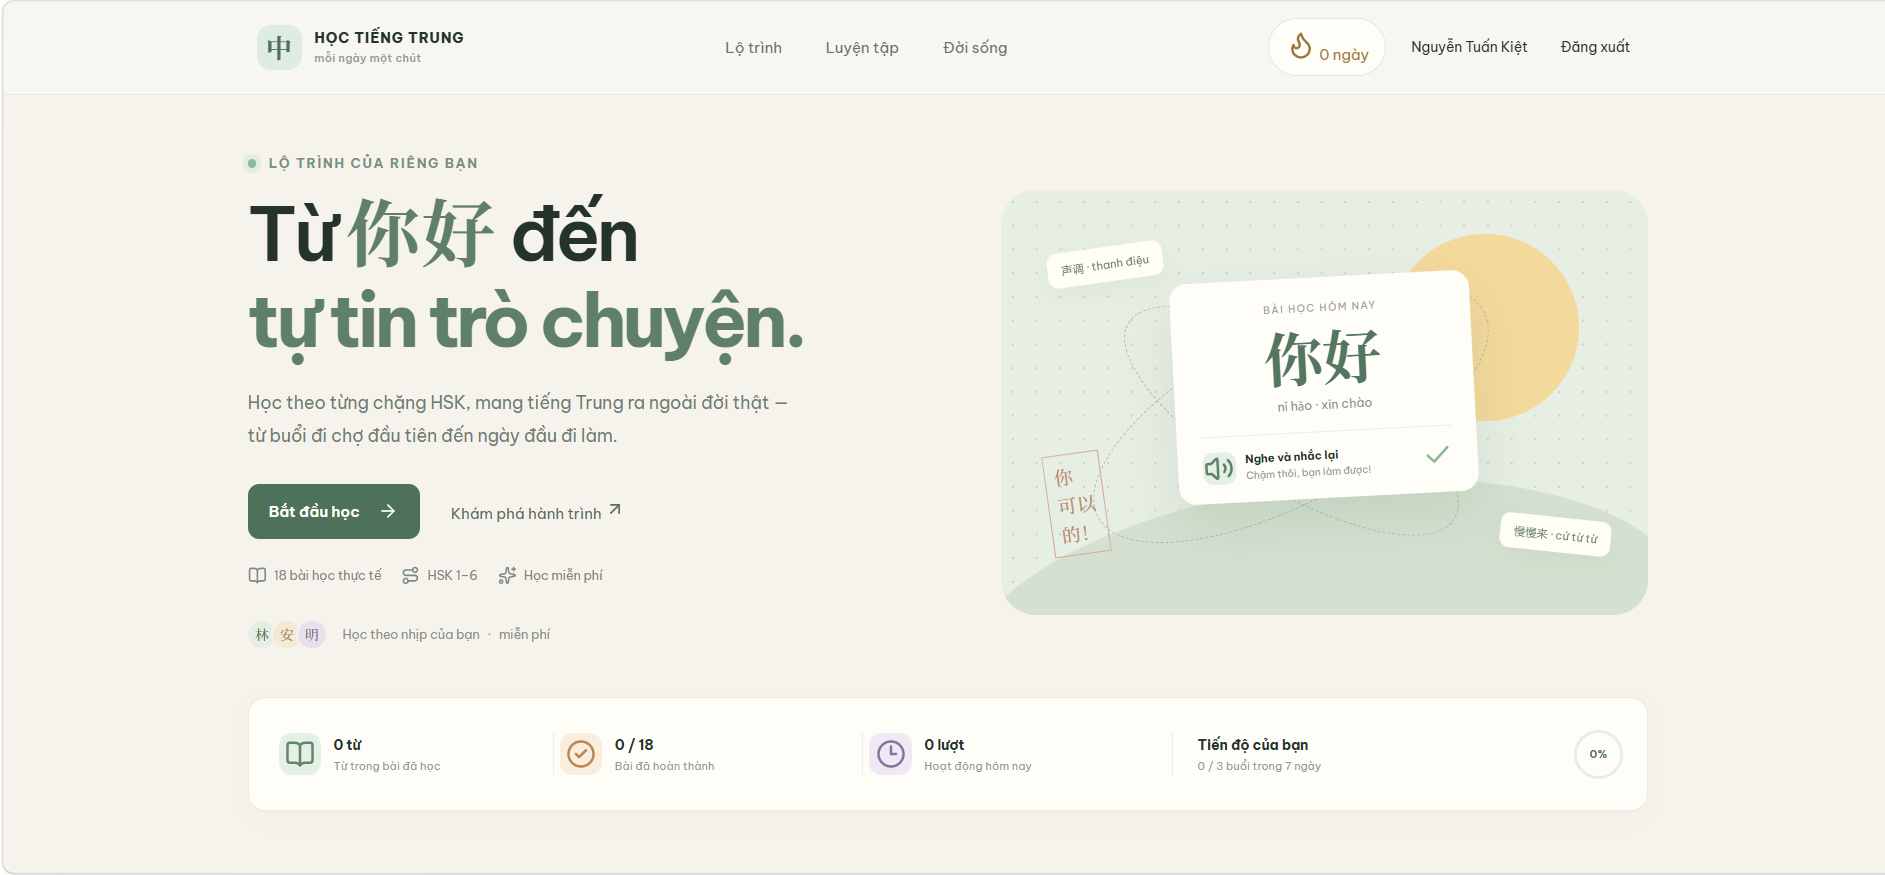 中
HỌC TIẾNG TRUNG
mỗi ngày một chút
Lộ trình
Luyện tập
Đời sống
0 ngày
Nguyễn Tuấn Kiệt
Đăng xuất
LỘ TRÌNH CỦA RIÊNG BẠN
Từ 你好 đến
tự tin trò chuyện.
Học theo từng chặng HSK, mang tiếng Trung ra ngoài đời thật —
từ buổi đi chợ đầu tiên đến ngày đầu đi làm.
Bắt đầu học
Khám phá hành trình
18 bài học thực tế
HSK 1–6
Học miễn phí
林 安 明
Học theo nhịp của bạn · miễn phí
声调 · thanh điệu
BÀI HỌC HÔM NAY
你好
nǐ hǎo · xin chào
Nghe và nhắc lại
Chậm thôi, bạn làm được!
你
可以
的!
慢慢来 · cứ từ từ
0 từ
Từ trong bài đã học
0 / 18
Bài đã hoàn thành
0 lượt
Hoạt động hôm nay
Tiến độ của bạn
0 / 3 buổi trong 7 ngày
0%